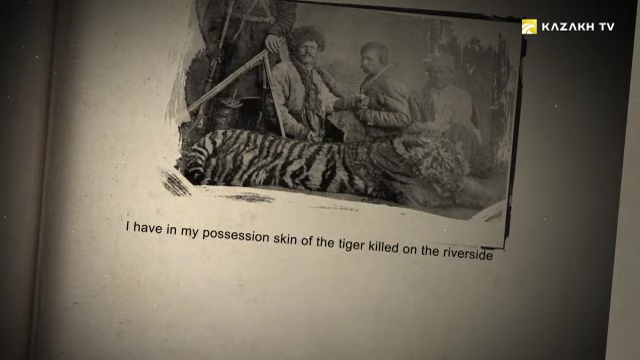 KAZAKH TV
I have in my possession skin of the tiger killed on the riverside